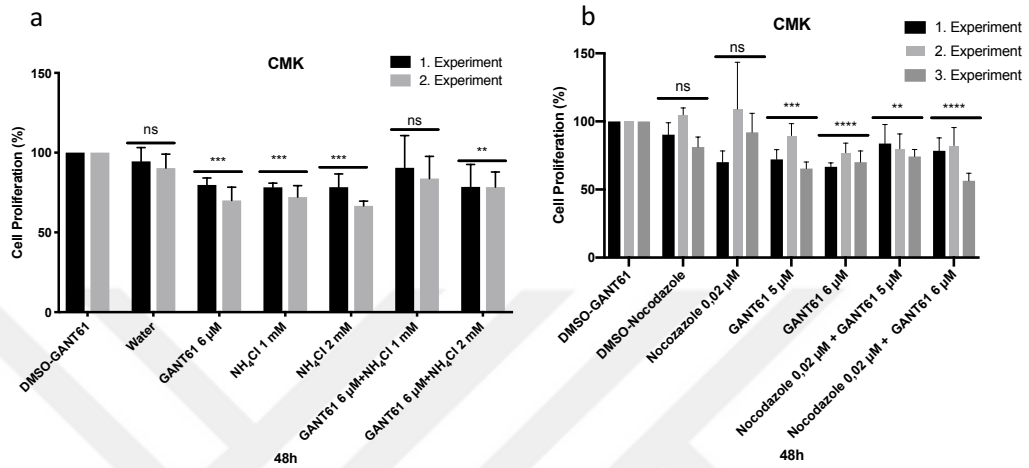 a
CMK
1. Experiment
2. Experiment
Cell Proliferation (%)
150
100
50
0
ns
***
***
***
ns
**
DMSO-GANT61
Water
GANT61 6 µM
NH₄Cl 1 mM
NH₄Cl 2 mM
GANT61 6 µM+NH₄Cl 1 mM
GANT61 6 µM+NH₄Cl 2 mM
48h
b
CMK
1. Experiment
2. Experiment
3. Experiment
Cell Proliferation (%)
150
100
50
0
ns
ns
***
****
**
****
DMSO-GANT61
DMSO-Nocodazole
Nocozazole 0,02 µM
GANT61 5 µM
GANT61 6 µM
Nocodazole 0,02 µM + GANT61 5 µM
Nocodazole 0,02 µM + GANT61 6 µM
48h